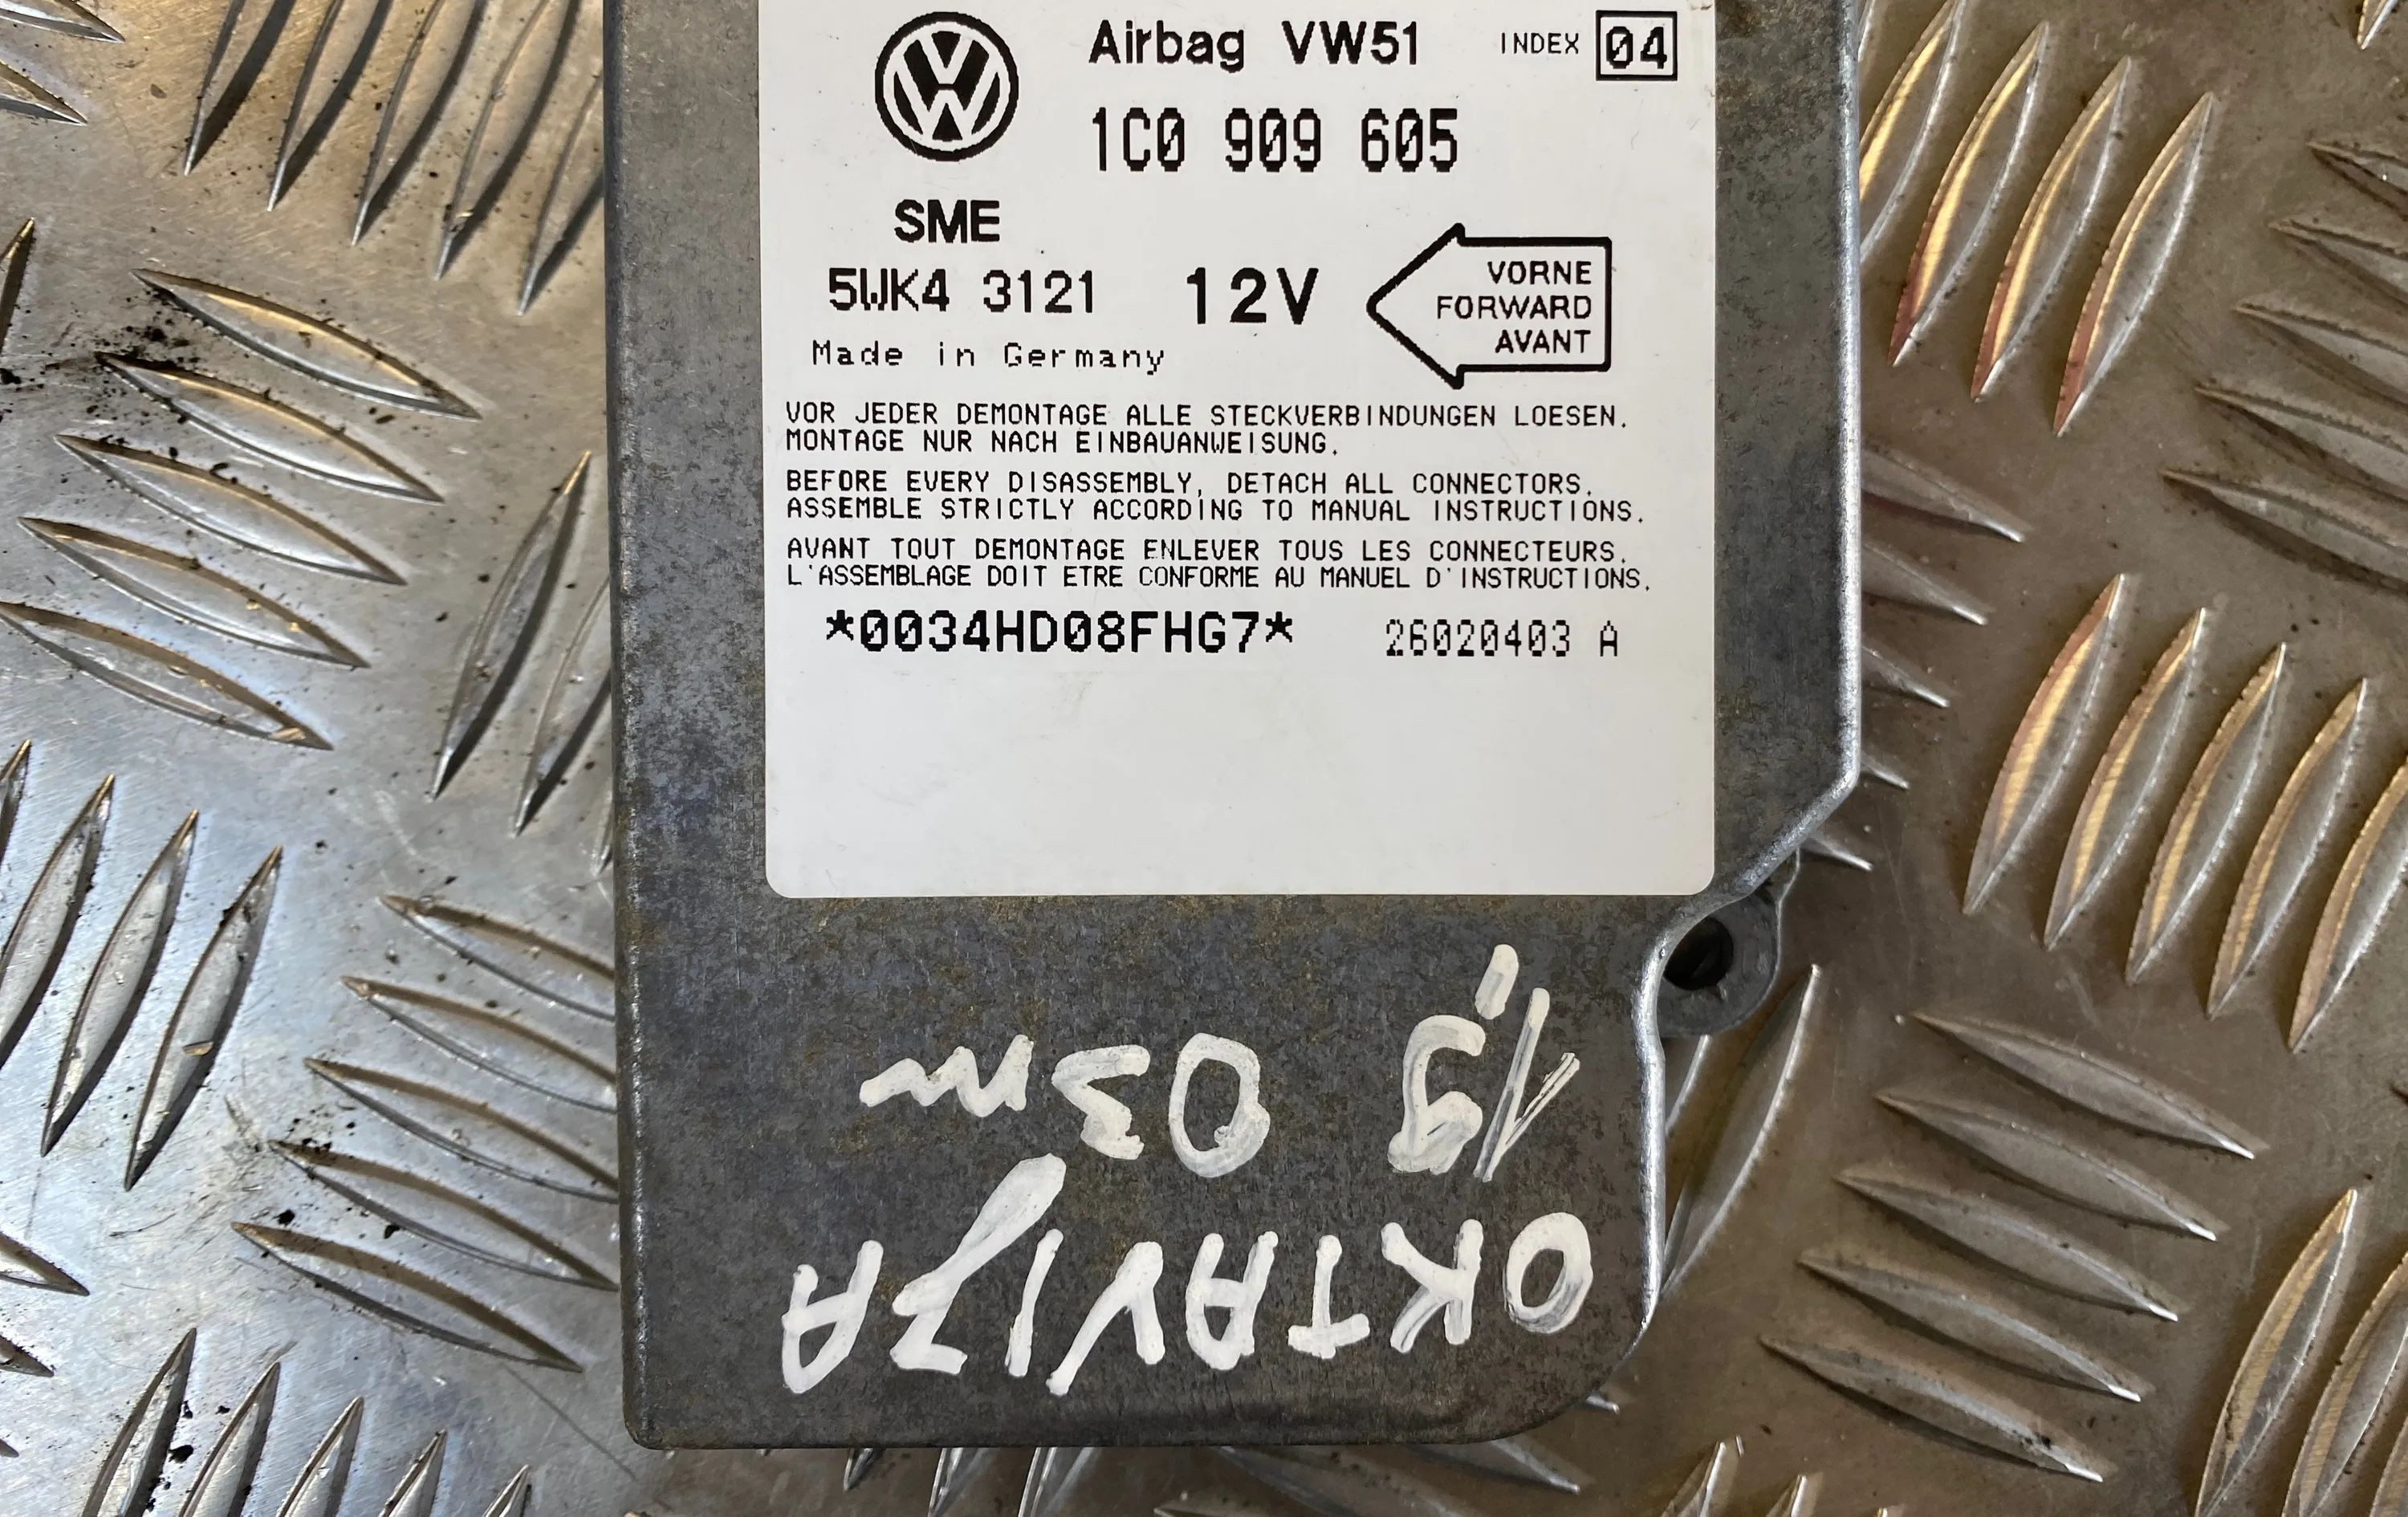 Airbag VW51 INDEX 04
1C0 909 605
SME
5WK4 3121 12V
VORNE
FORWARD
AVANT
Made in Germany
VOR JEDER DEMONTAGE ALLE STECKVERBINDUNGEN LOESEN.
MONTAGE NUR NACH EINBAUANWEISUNG.
BEFORE EVERY DISASSEMBLY, DETACH ALL CONNECTORS.
ASSEMBLE STRICTLY ACCORDING TO MANUAL INSTRUCTIONS.
AVANT TOUT DEMONTAGE ENLEVER TOUS LES CONNECTEURS.
L'ASSEMBLAGE DOIT ETRE CONFORME AU MANUEL D'INSTRUCTIONS.
*0034HD08FHG7* 26020403 A
OKTAVIJA
1,9 03m